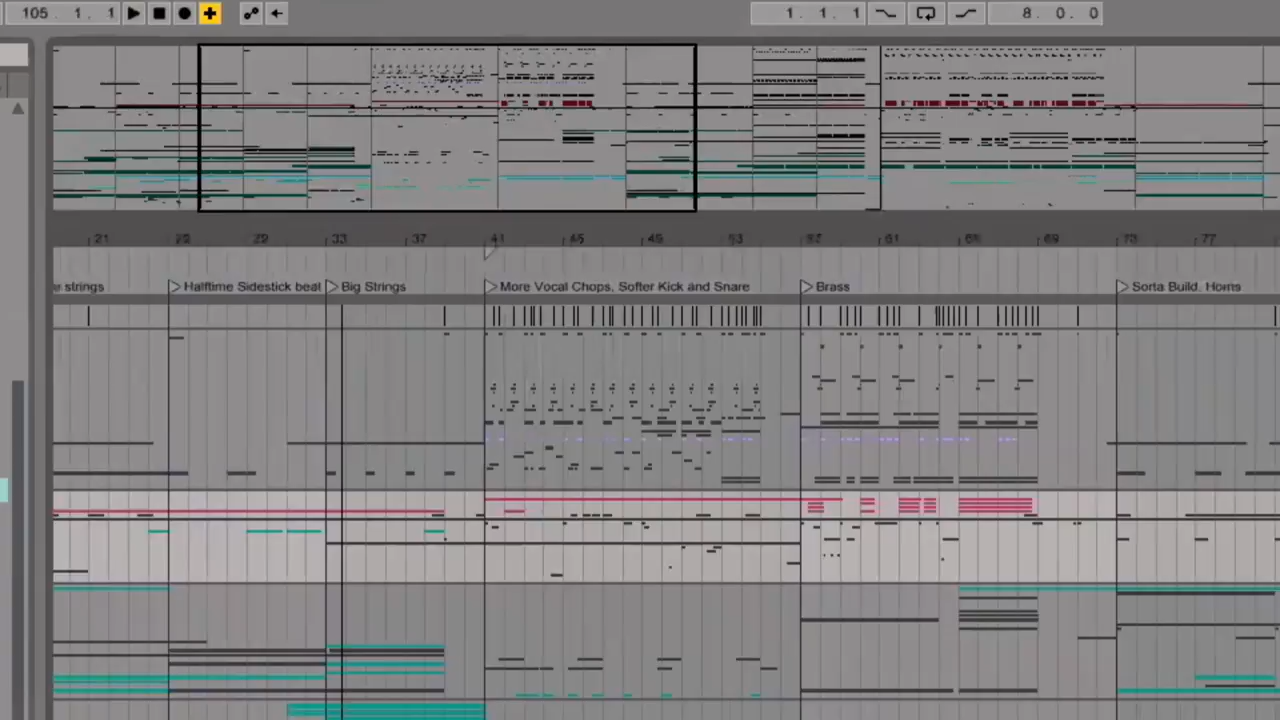 105 . 1 . 1
1 . 1 . 1
8 . 0 . 0
21 25 29 33 37 41 45 49 53 57 61 65 69 73 77
strings
Halftime Sidestick beat
Big Strings
More Vocal Chops, Softer Kick and Snare
Brass
Sorta Build. Horns